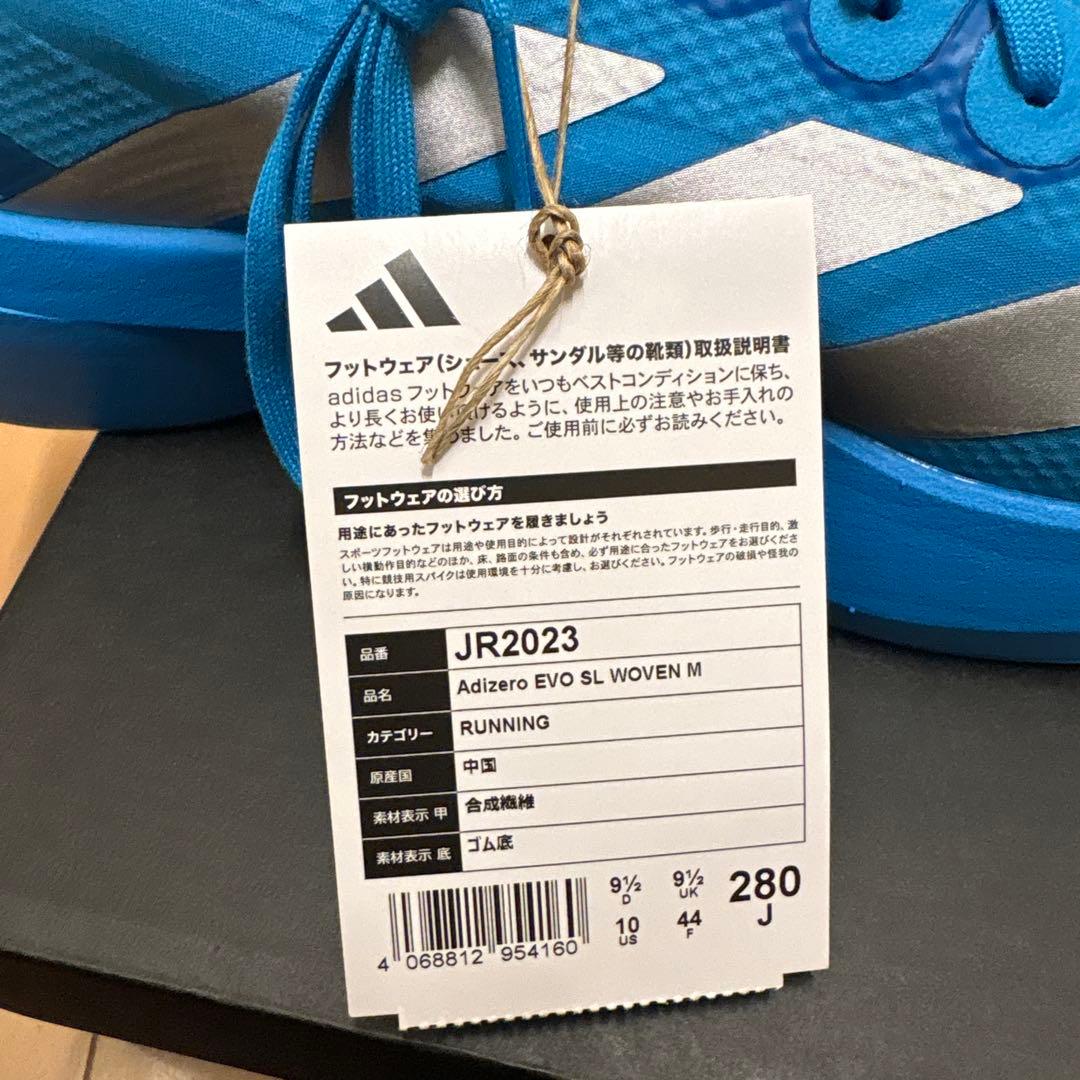 フットウェア(シューズ、サンダル等の靴類)取扱説明書
adidas フットウェアをいつもベストコンディションに保ち、
より長くお使い頂けるように、使用上の注意やお手入れの
方法などを集めました。ご使用前に必ずお読みください。
フットウェアの選び方
用途にあったフットウェアを履きましょう
スポーツフットウェアは用途や使用目的によって設計がそれぞれされています。歩行・走行目的、激
しい横動作目的などのほか、床、路面の条件も含め、必ず用途に合ったフットウェアをお選びくださ
い。特に競技用スパイクは使用環境を十分に考慮し、お選びください。フットウェアの破損や怪我の
原因になります。
品番 JR2023
品名 Adizero EVO SL WOVEN M
カテゴリー RUNNING
原産国 中国
素材表示 甲 合成繊維
素材表示 底 ゴム底
9½ 9½ 280
D UK J
10 44
US F
4 068812 954160